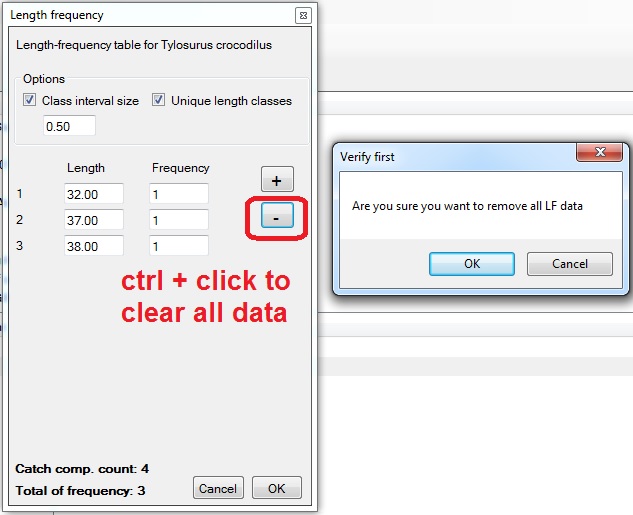 Length frequency
Length-frequency table for Tylosurus crocodilus
Options
Class interval size
Unique length classes
0.50
Length Frequency
+
1 32.00 1
-
2 37.00 1
3 38.00 1
ctrl + click to
clear all data
Catch comp. count: 4
Total of frequency: 3
Cancel OK
Verify first
Are you sure you want to remove all LF data
OK Cancel